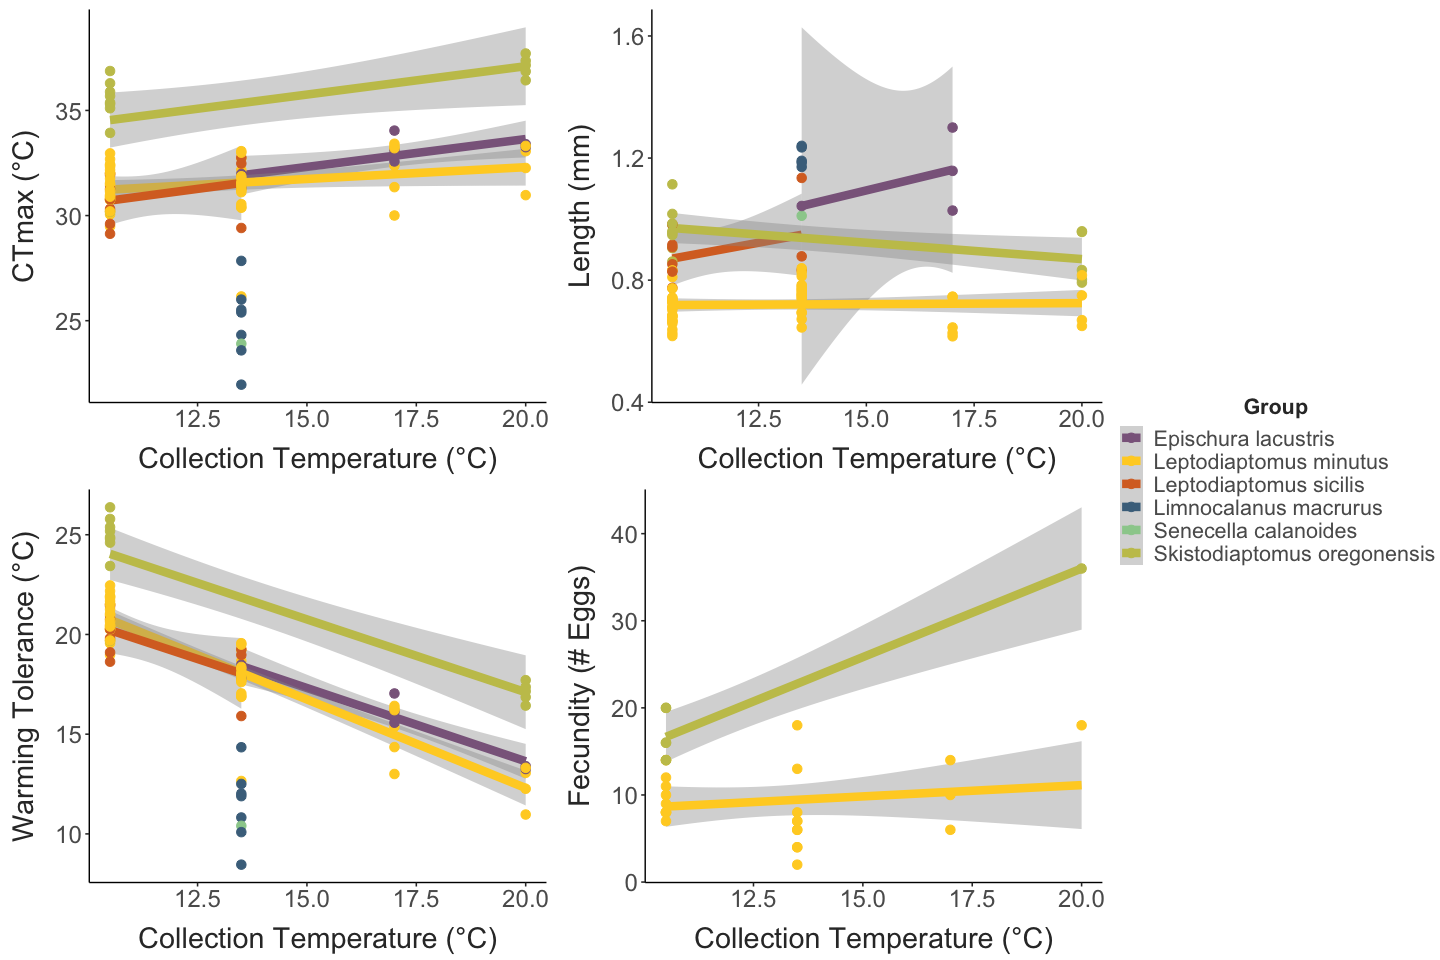 CTmax (°C)
35
30
25
12.5 15.0 17.5 20.0
Collection Temperature (°C)
Length (mm)
1.6
1.2
0.8
0.4
12.5 15.0 17.5 20.0
Collection Temperature (°C)
Warming Tolerance (°C)
25
20
15
10
12.5 15.0 17.5 20.0
Collection Temperature (°C)
Fecundity (# Eggs)
40
30
20
10
0
12.5 15.0 17.5 20.0
Collection Temperature (°C)
Group
Epischura lacustris
Leptodiaptomus minutus
Leptodiaptomus sicilis
Limnocalanus macrurus
Senecella calanoides
Skistodiaptomus oregonensis